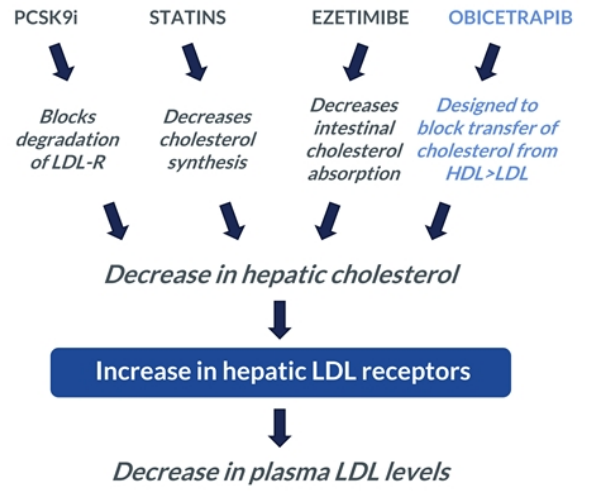 PCSK9i STATINS EZETIMIBE OBICETRAPIB
Blocks
degradation
of LDL-R
Decreases
cholesterol
synthesis
Decreases
intestinal
cholesterol
absorption
Designed to
block transfer of
cholesterol from
HDL>LDL
Decrease in hepatic cholesterol
Increase in hepatic LDL receptors
Decrease in plasma LDL levels